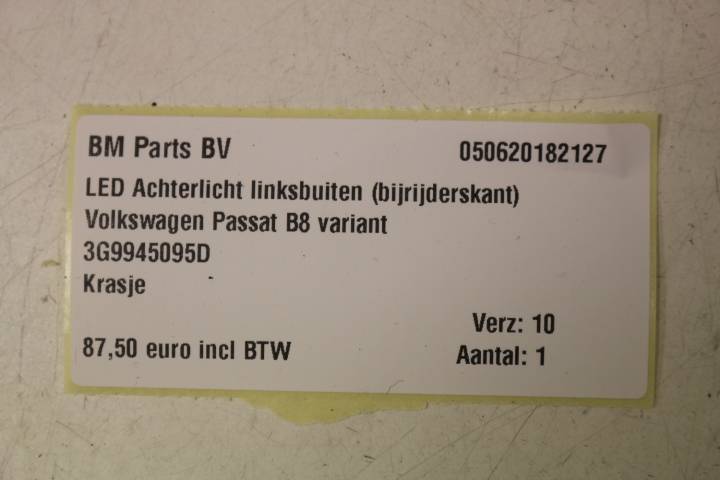 BM Parts BV 050620182127
LED Achterlicht linksbuiten (bijrijderskant)
Volkswagen Passat B8 variant
3G9945095D
Krasje
Verz: 10
87,50 euro incl BTW Aantal: 1